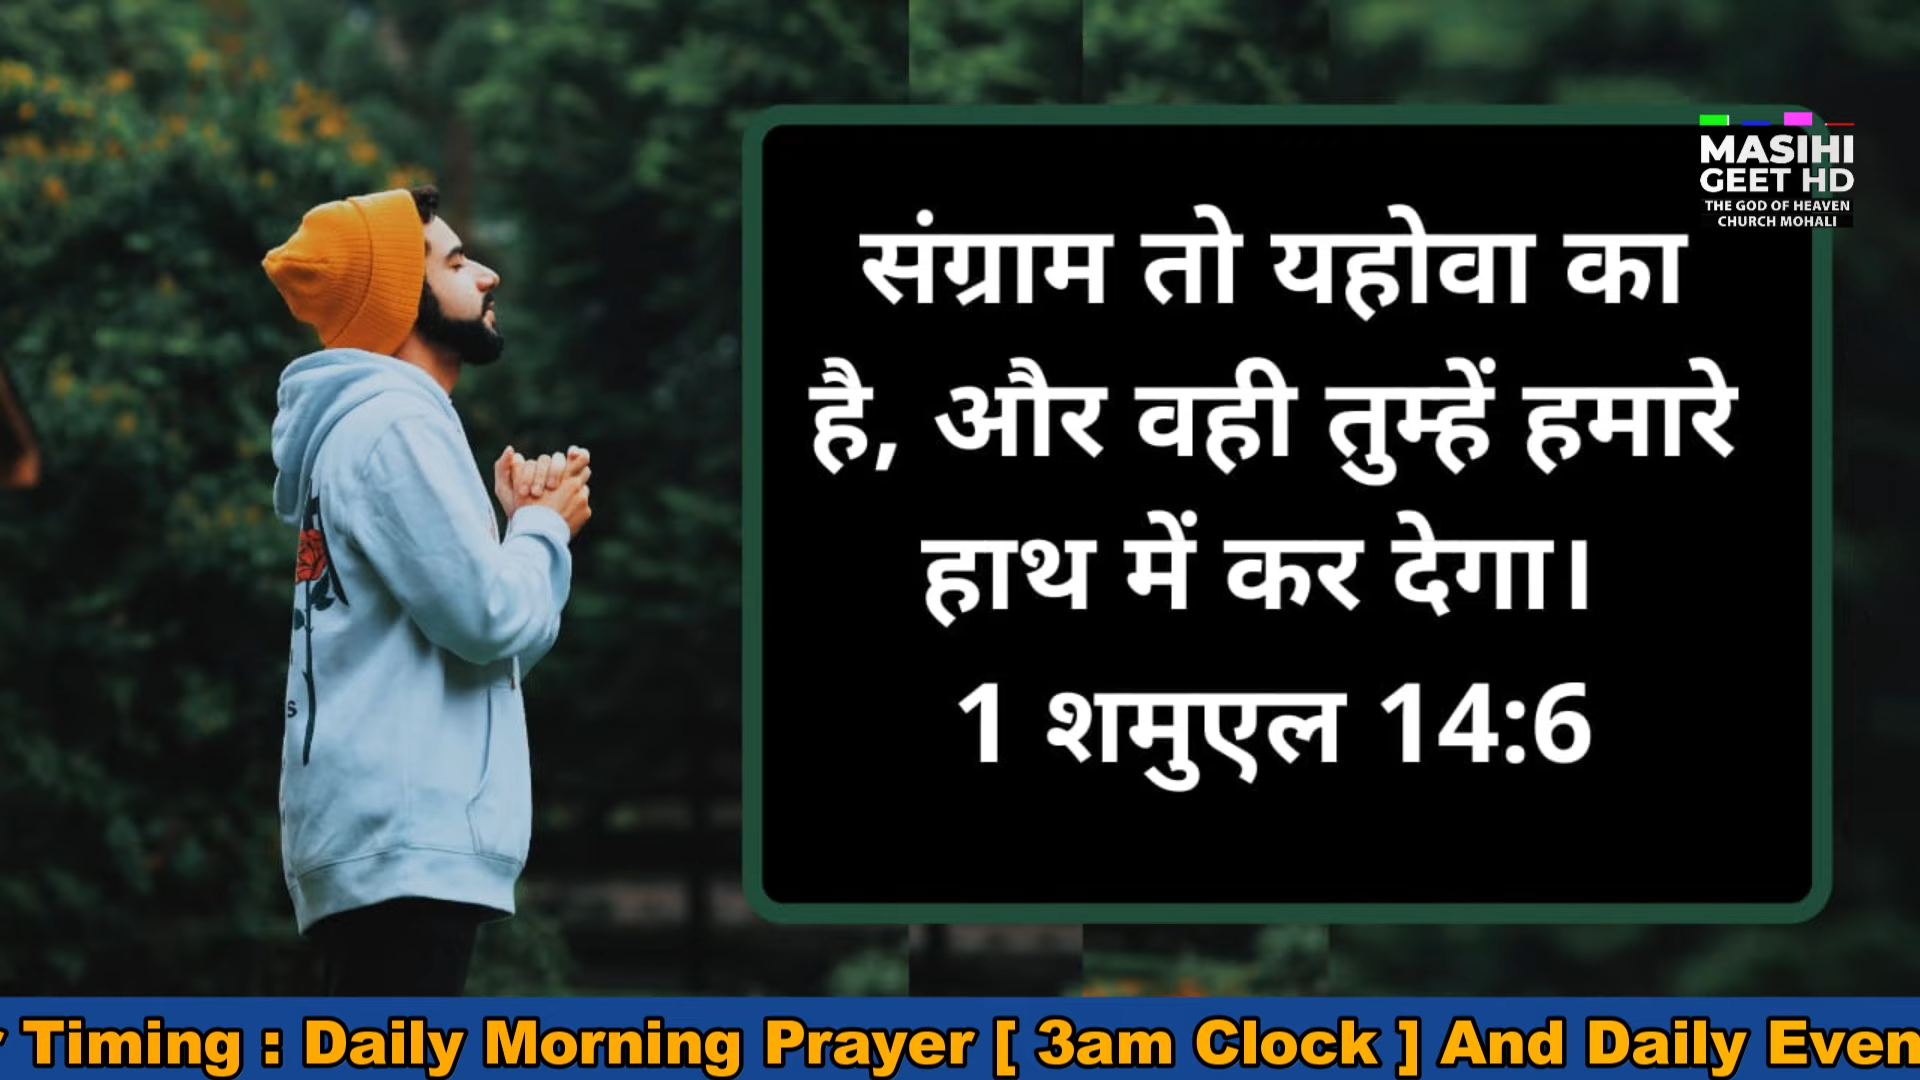 MASIHI
GEET HD
THE GOD OF HEAVEN
CHURCH MOHALI
संग्राम तो यहोवा का
है, और वही तुम्हें हमारे
हाथ में कर देगा।
1 शमुएल 14:6
Timing : Daily Morning Prayer [ 3am Clock ] And Daily Even